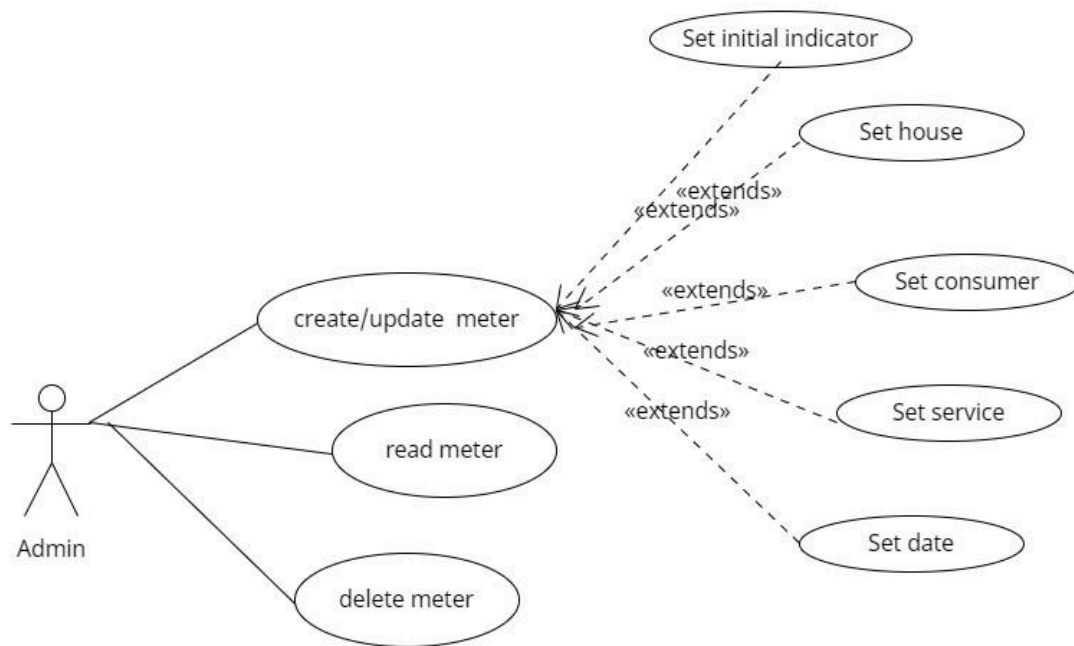 Set initial indicator
Set house
«extends»
«extends»
Set consumer
«extends»
create/update meter
«extends»
Set service
«extends»
read meter
Set date
Admin
delete meter